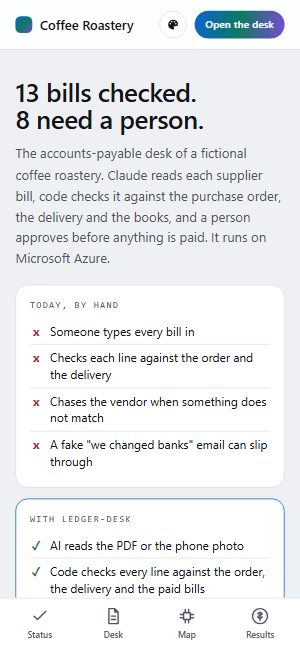 Coffee Roastery
Open the desk
13 bills checked.
8 need a person.
The accounts-payable desk of a fictional
coffee roastery. Claude reads each supplier
bill, code checks it against the purchase order,
the delivery and the books, and a person
approves before anything is paid. It runs on
Microsoft Azure.
TODAY, BY HAND
x Someone types every bill in
x Checks each line against the order and
the delivery
x Chases the vendor when something does
not match
x A fake "we changed banks" email can slip
through
WITH LEDGER-DESK
✓ AI reads the PDF or the phone photo
✓ Code checks every line against the order,
the delivery and the paid bills
Status
Desk
Map
Results